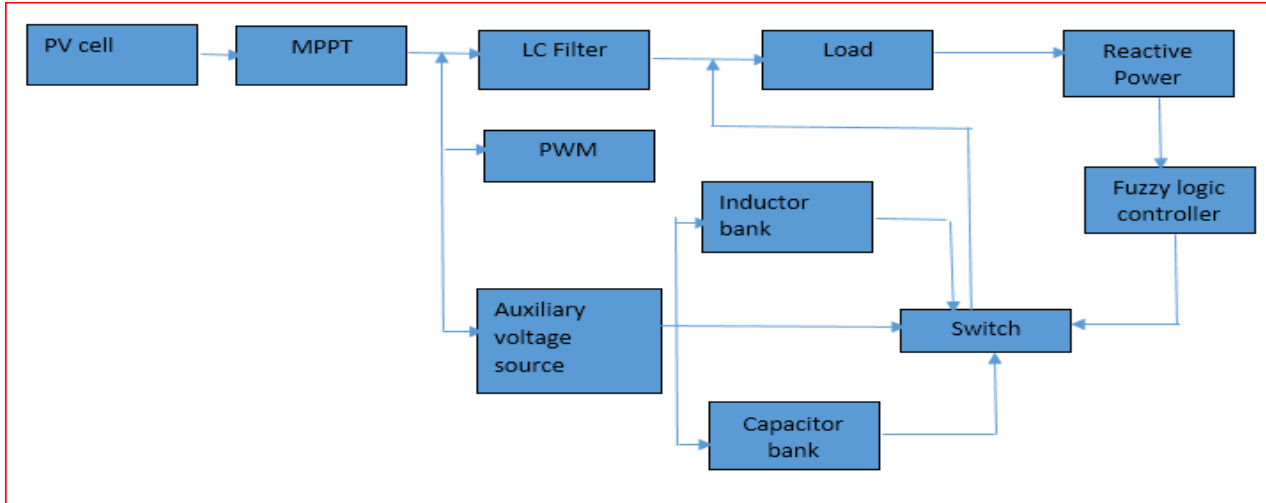 PV cell
MPPT
LC Filter
Load
Reactive
Power
PWM
Inductor
bank
Fuzzy logic
controller
Auxiliary
voltage
source
Switch
Capacitor
bank